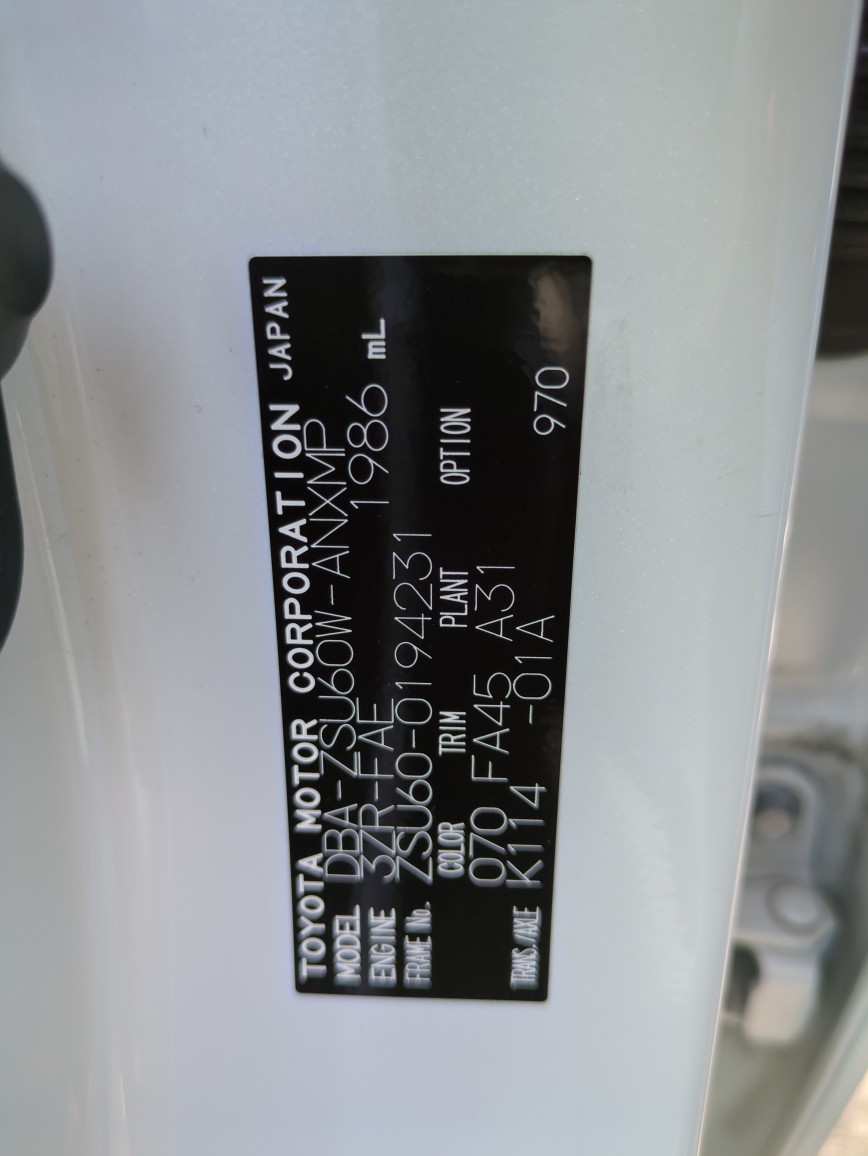 TOYOTA MOTOR CORPORATION JAPAN
MODEL DBA-ZSU60W-ANXMP
ENGINE 3ZR-FAE 1986 mL
FRAME No. ZSU60-0194231
COLOR TRIM PLANT OPTION
070 FA45 A31
TRANS./AXLE K114 -01A 970